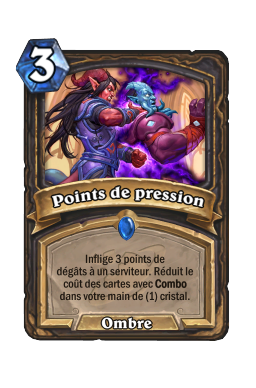 3
Points de pression
Inflige 3 points de
dégâts à un serviteur. Réduit le
coût des cartes avec Combo
dans votre main de (1) cristal.
Ombre